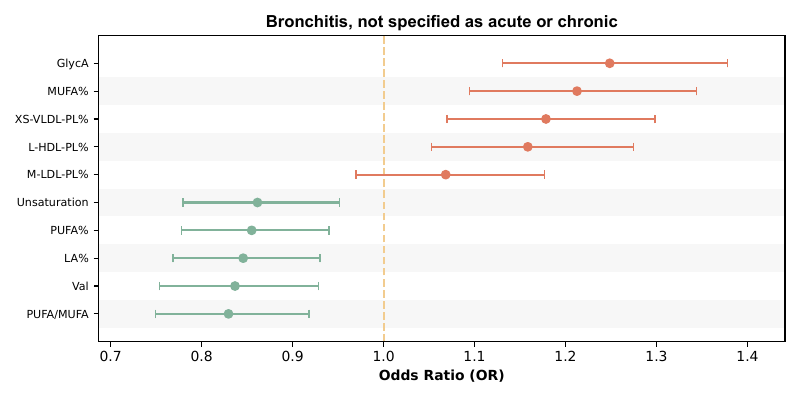 Bronchitis, not specified as acute or chronic
GlycA
MUFA%
XS-VLDL-PL%
L-HDL-PL%
M-LDL-PL%
Unsaturation
PUFA%
LA%
Val
PUFA/MUFA
0.7 0.8 0.9 1.0 1.1 1.2 1.3 1.4
Odds Ratio (OR)